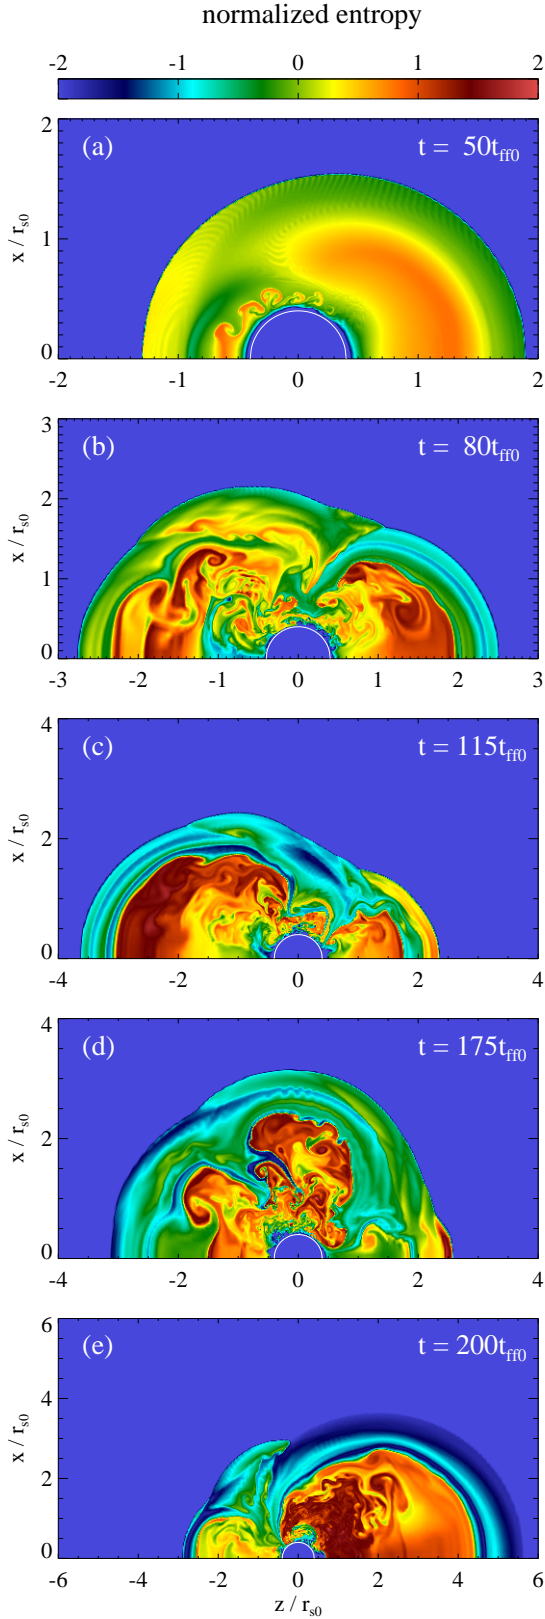 normalized entropy
-2 -1 0 1 2
2
(a) t = 50t_ff0
x / r_s0
1
0
-2 -1 0 1 2
3
(b) t = 80t_ff0
2
x / r_s0
1
0
-3 -2 -1 0 1 2 3
4
(c) t = 115t_ff0
x / r_s0
2
0
-4 -2 0 2 4
4
(d) t = 175t_ff0
x / r_s0
2
0
-4 -2 0 2 4
6
(e) t = 200t_ff0
4
x / r_s0
2
0
-6 -4 -2 0 2 4 6
z / r_s0